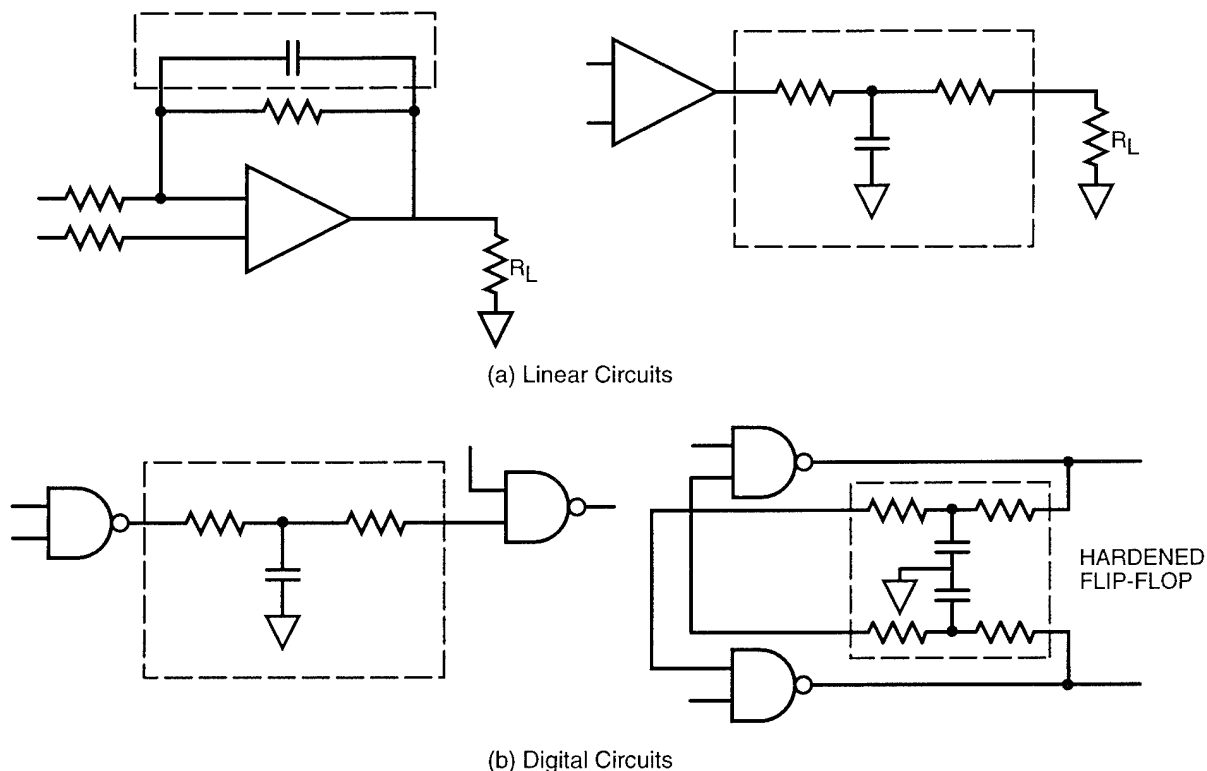 R_L
R_L
(a) Linear Circuits
HARDENED
FLIP-FLOP
(b) Digital Circuits